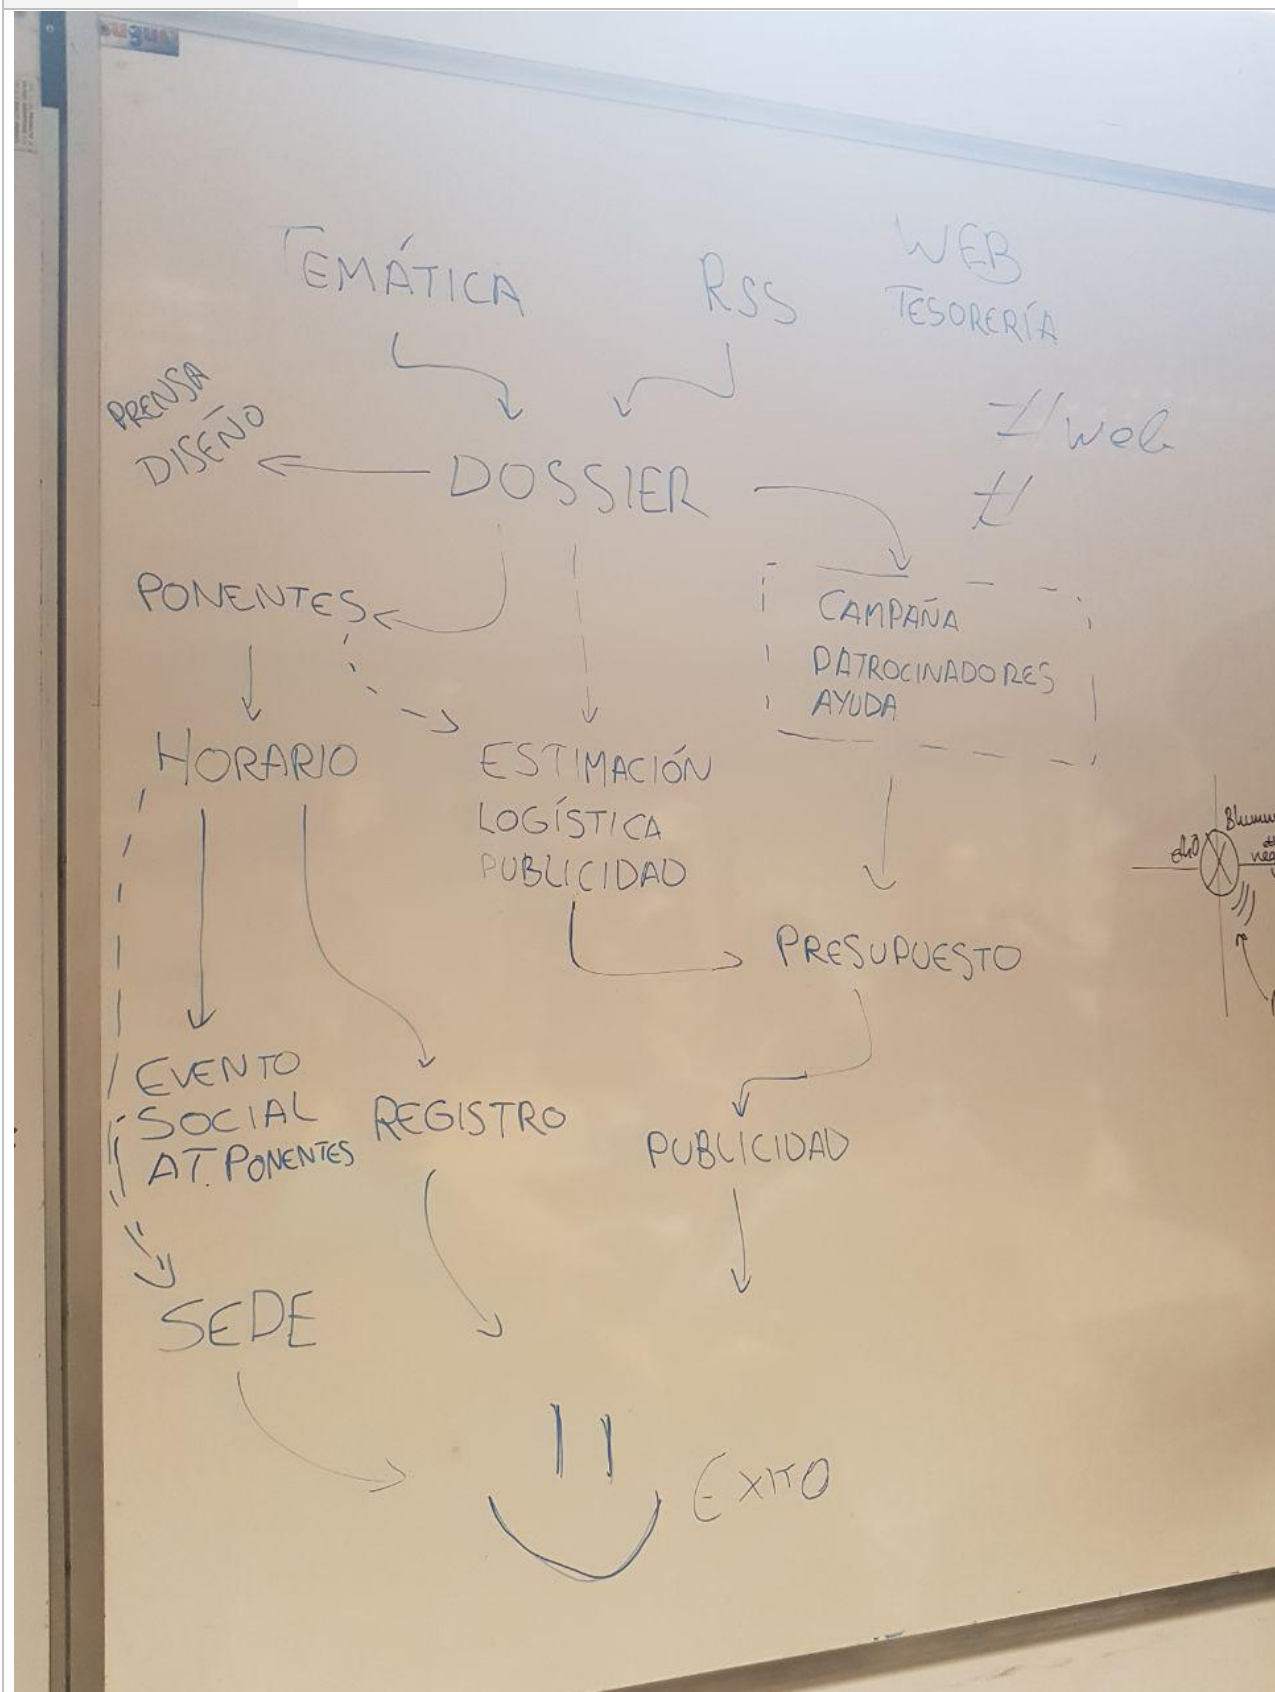 TEMÁTICA
RSS
WEB
TESORERÍA
PRENSA
DISEÑO
DOSSIER
#web
#
PONENTES
CAMPAÑA
PATROCINADORES
AYUDA
HORARIO
ESTIMACIÓN
LOGÍSTICA
PUBLICIDAD
PRESUPUESTO
EVENTO
SOCIAL
AT. PONENTES
REGISTRO
PUBLICIDAD
SEDE
EXITO